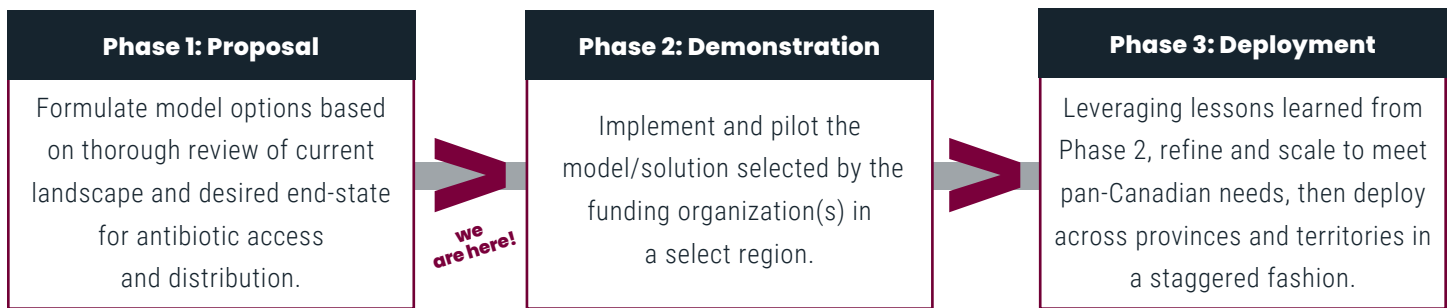 Phase 1: Proposal
Formulate model options based
on thorough review of current
landscape and desired end-state
for antibiotic access
and distribution.
we
are here!
Phase 2: Demonstration
Implement and pilot the
model/solution selected by the
funding organization(s) in
a select region.
Phase 3: Deployment
Leveraging lessons learned from
Phase 2, refine and scale to meet
pan-Canadian needs, then deploy
across provinces and territories in
a staggered fashion.